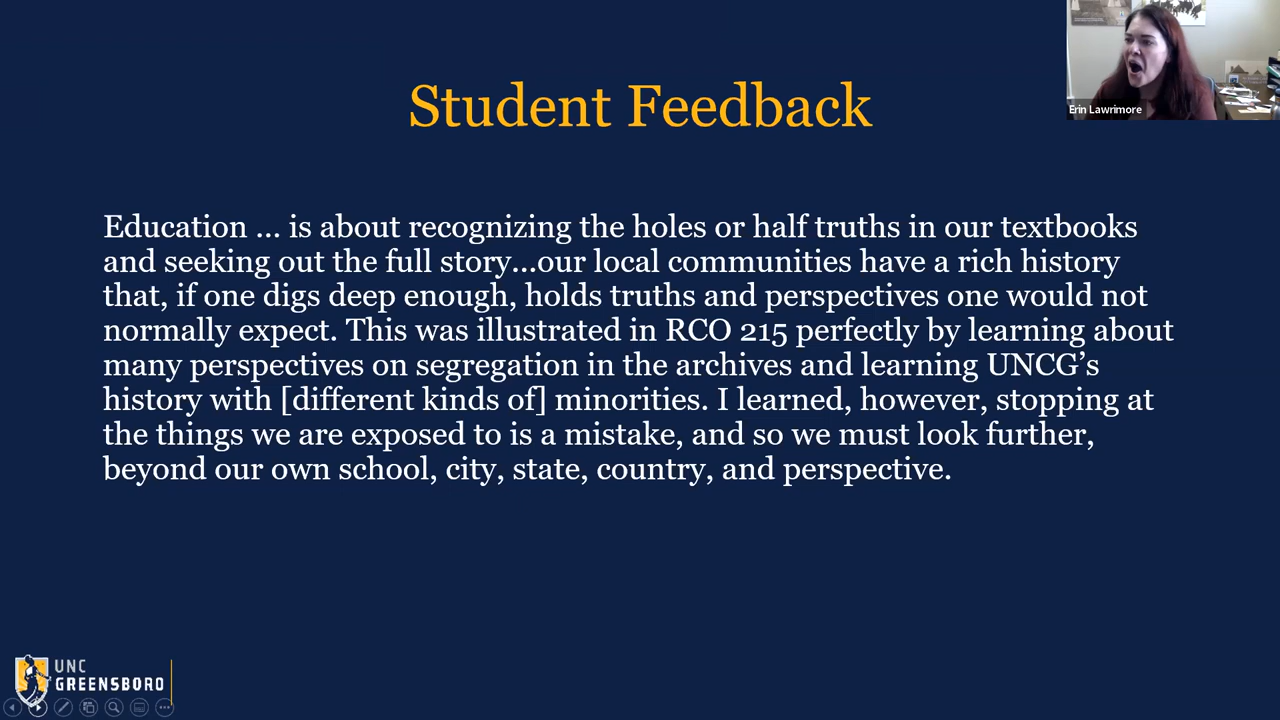 Erin Lawrimore
Student Feedback
Education ... is about recognizing the holes or half truths in our textbooks
and seeking out the full story...our local communities have a rich history
that, if one digs deep enough, holds truths and perspectives one would not
normally expect. This was illustrated in RCO 215 perfectly by learning about
many perspectives on segregation in the archives and learning UNCG’s
history with [different kinds of] minorities. I learned, however, stopping at
the things we are exposed to is a mistake, and so we must look further,
beyond our own school, city, state, country, and perspective.
UNC
GREENSBORO